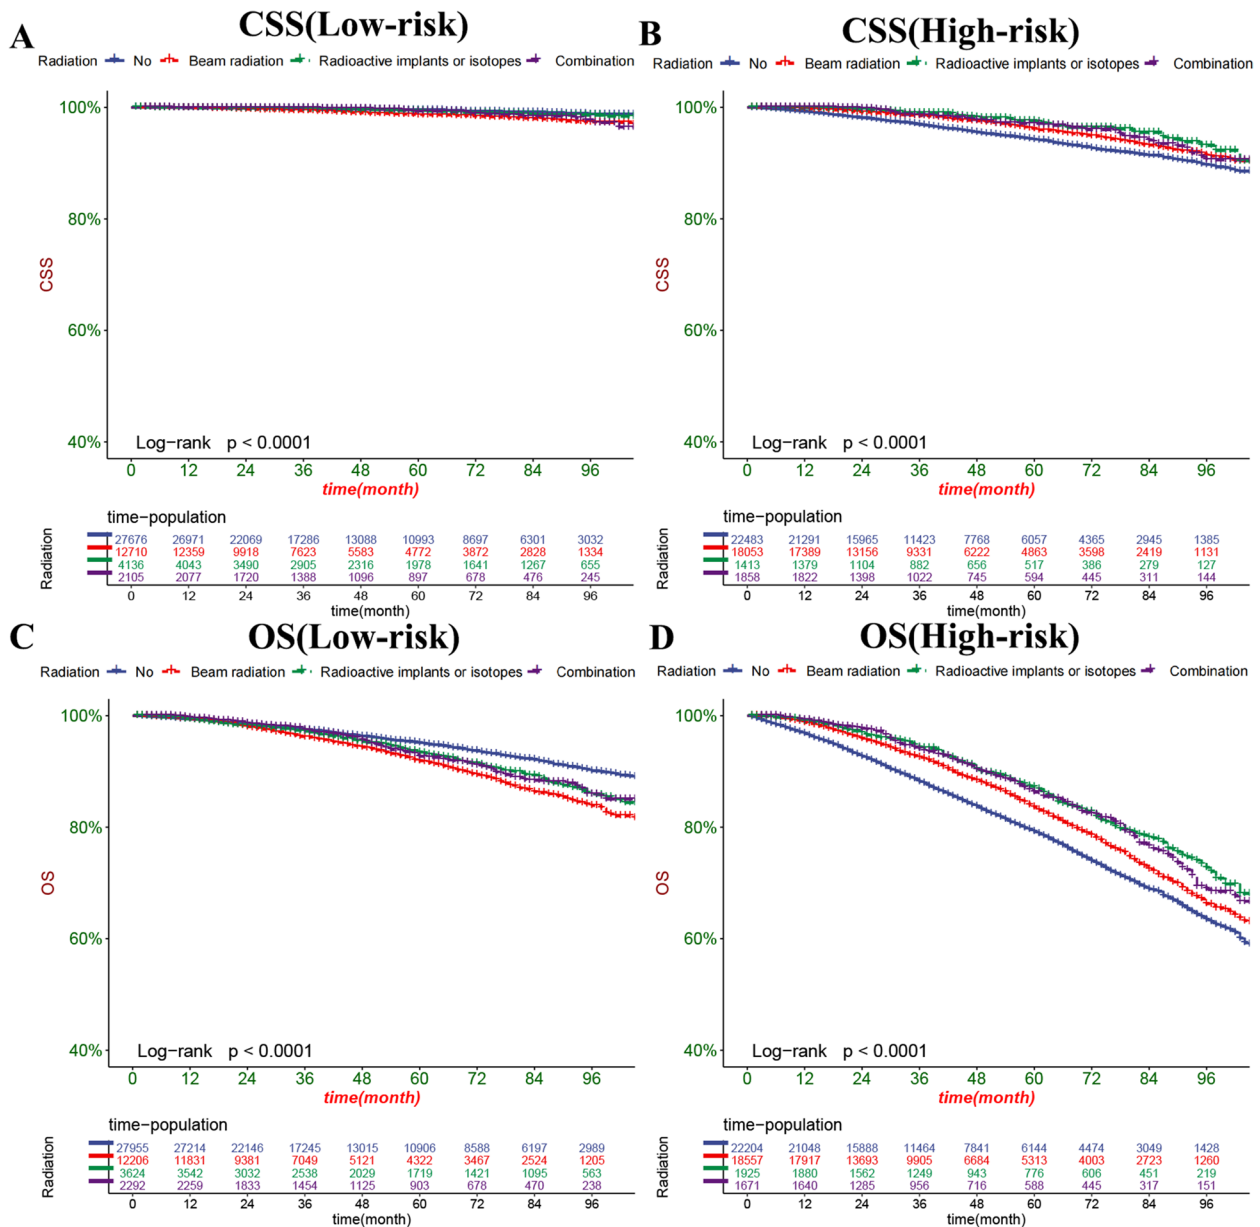 A
CSS(Low-risk)
Radiation No Beam radiation Radioactive implants or isotopes Combination
100%
80%
60%
40%
CSS
Log-rank p < 0.0001
0 12 24 36 48 60 72 84 96
time(month)
time-population
Radiation
27676 26971 22069 17286 13088 10993 8697 6301 3032
12710 12359 9918 7623 5583 4772 3872 2828 1334
4136 4043 3490 2905 2316 1978 1641 1267 655
2105 2077 1720 1388 1096 897 678 476 245
0 12 24 36 48 60 72 84 96
time(month)
B
CSS(High-risk)
Radiation No Beam radiation Radioactive implants or isotopes Combination
100%
80%
60%
40%
CSS
Log-rank p < 0.0001
0 12 24 36 48 60 72 84 96
time(month)
time-population
Radiation
22483 21291 15965 11423 7768 6057 4365 2945 1385
18053 17389 13156 9331 6222 4863 3598 2419 1131
1413 1379 1104 882 656 517 386 279 127
1858 1822 1398 1022 745 594 445 311 144
0 12 24 36 48 60 72 84 96
time(month)
C
OS(Low-risk)
Radiation No Beam radiation Radioactive implants or isotopes Combination
100%
80%
60%
40%
OS
Log-rank p < 0.0001
0 12 24 36 48 60 72 84 96
time(month)
time-population
Radiation
27955 27214 22146 17245 13015 10906 8588 6197 2989
12206 11831 9381 7049 5121 4322 3467 2524 1205
3624 3542 3032 2538 2029 1719 1421 1095 563
2292 2259 1833 1454 1125 903 678 470 238
0 12 24 36 48 60 72 84 96
time(month)
D
OS(High-risk)
Radiation No Beam radiation Radioactive implants or isotopes Combination
100%
80%
60%
40%
OS
Log-rank p < 0.0001
0 12 24 36 48 60 72 84 96
time(month)
time-population
Radiation
22204 21048 15888 11464 7841 6144 4474 3049 1428
18557 17917 13693 9905 6684 5313 4003 2723 1260
1925 1880 1562 1249 943 776 606 451 219
1671 1640 1285 956 716 588 445 317 151
0 12 24 36 48 60 72 84 96
time(month)